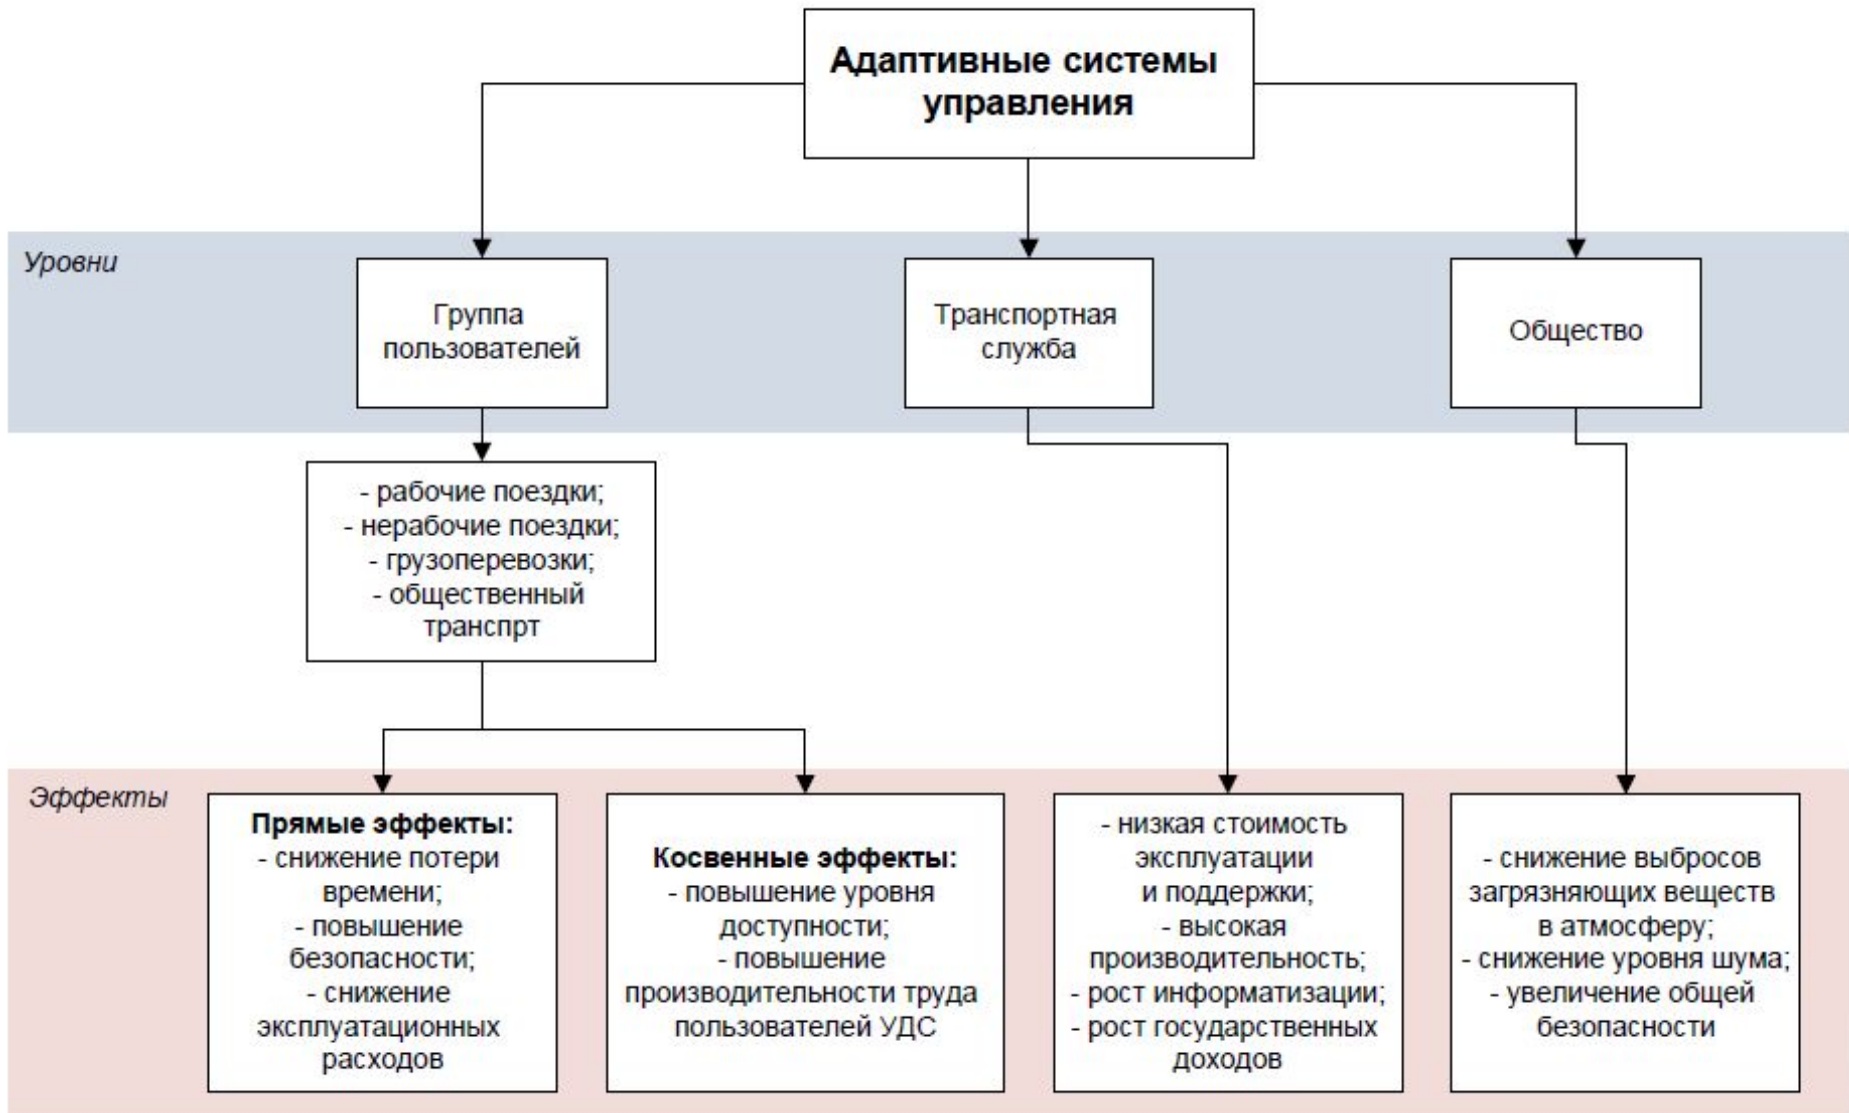 Адаптивные системы
управления
Уровни
Группа
пользователей
Транспортная
служба
Общество
- рабочие поездки;
- нерабочие поездки;
- грузоперевозки;
- общественный
транспрт
Эффекты
Прямые эффекты:
- снижение потери
времени;
- повышение
безопасности;
- снижение
эксплуатационных
расходов
Косвенные эффекты:
- повышение уровня
доступности;
- повышение
производительности труда
пользователей УДС
- низкая стоимость
эксплуатации
и поддержки;
- высокая
производительность;
- рост информатизации;
- рост государственных
доходов
- снижение выбросов
загрязняющих веществ
в атмосферу;
- снижение уровня шума;
- увеличение общей
безопасности